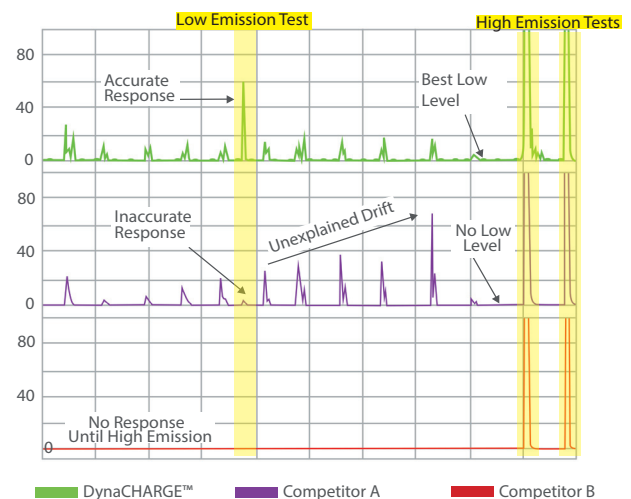 Low Emission Test
High Emission Tests
80
Accurate
Response
Best Low
Level
40
0
80
Inaccurate
Response
Unexplained Drift
No Low
Level
40
0
80
40
No Response
Until High Emission
0
DynaCHARGE™
Competitor A
Competitor B